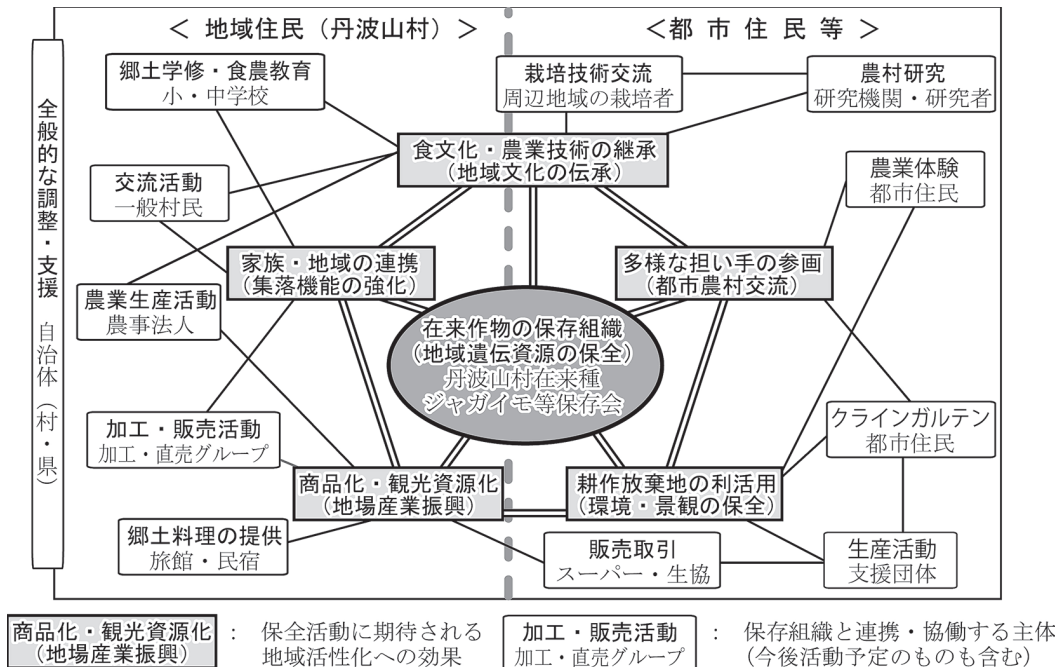 ＜ 地域住民（丹波山村）＞
＜都 市 住 民 等 ＞
全般的な調整・支援 自治体（村・県）
郷土学修・食農教育
小・中学校
栽培技術交流
周辺地域の栽培者
農村研究
研究機関・研究者
食文化・農業技術の継承
(地域文化の伝承)
交流活動
一般村民
農業体験
都市住民
家族・地域の連携
(集落機能の強化)
多様な担い手の参画
(都市農村交流)
農業生産活動
農事法人
在来作物の保存組織
(地域遺伝資源の保全)
丹波山村在来種
ジャガイモ等保存会
加工・販売活動
加工・直売グループ
クラインガルテン
都市住民
商品化・観光資源化
(地場産業振興)
耕作放棄地の利活用
(環境・景観の保全)
郷土料理の提供
旅館・民宿
販売取引
スーパー・生協
生産活動
支援団体
商品化・観光資源化
(地場産業振興)
： 保全活動に期待される
地域活性化への効果
加工・販売活動
加工・直売グループ
： 保存組織と連携・協働する主体
(今後活動予定のものも含む)